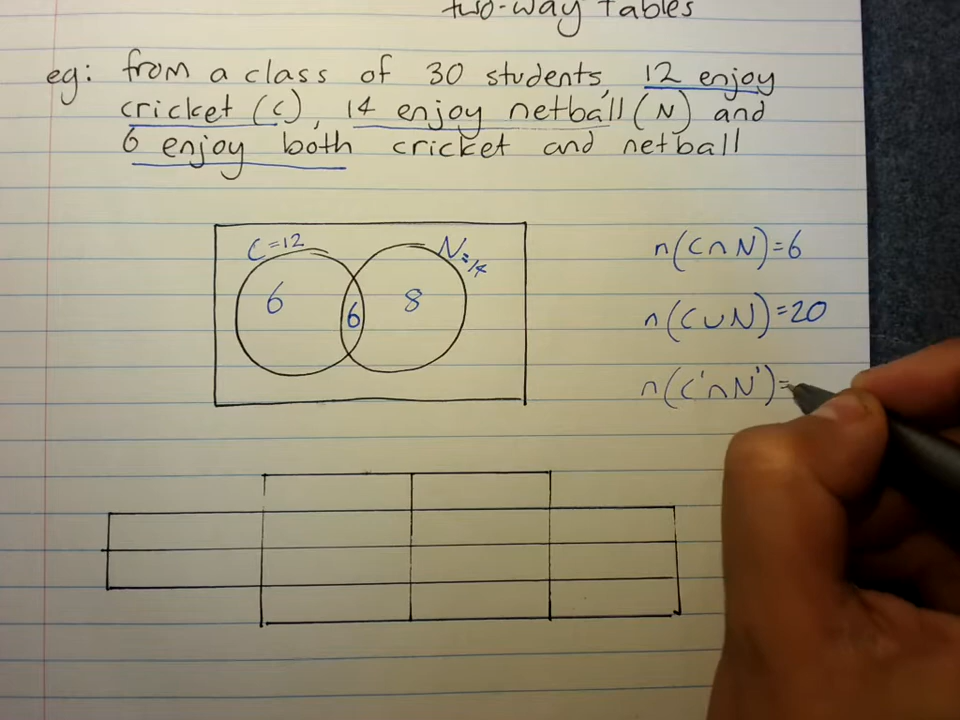 two-way tables
eg: from a class of 30 students, 12 enjoy
cricket (C), 14 enjoy netball (N) and
6 enjoy both cricket and netball
C=12
N=14
6
6
8
n(C∩N)=6
n(C∪N)=20
n(C'∩N')=